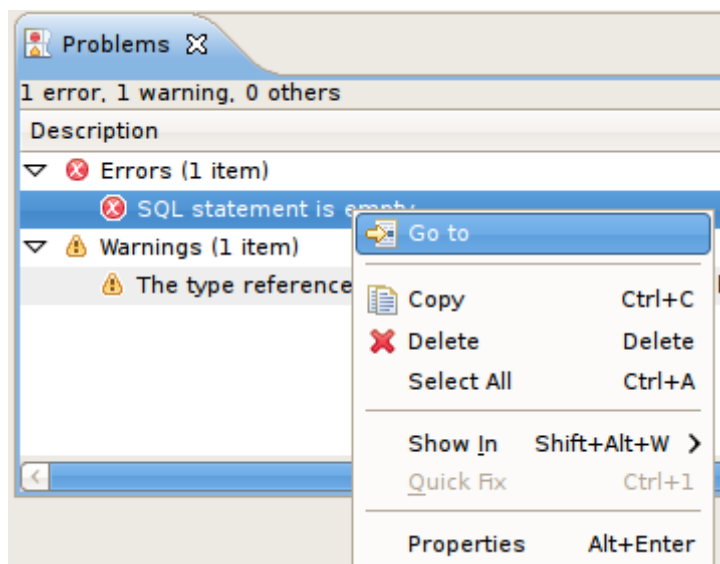 Problems
1 error, 1 warning, 0 others
Description
Errors (1 item)
SQL statement is empty
Go to
Warnings (1 item)
The type reference
Copy Ctrl+C
Delete Delete
Select All Ctrl+A
Show In Shift+Alt+W
Quick Fix Ctrl+1
Properties Alt+Enter